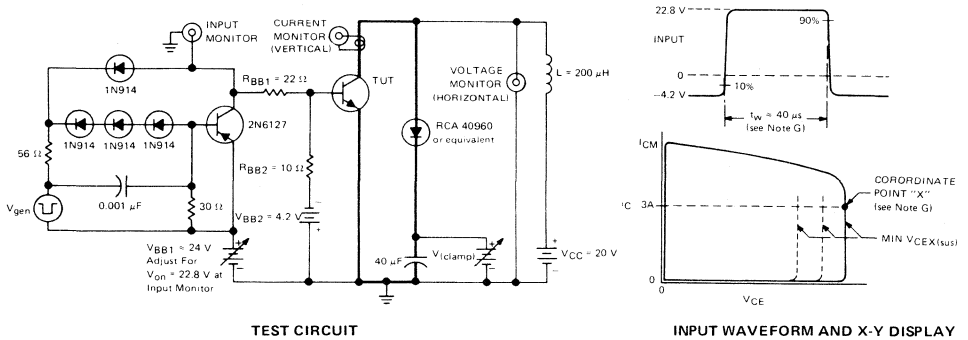 INPUT
MONITOR
CURRENT
MONITOR
(VERTICAL)
1N914
RBB1 = 22 Ω
TUT
VOLTAGE
MONITOR
(HORIZONTAL)
L = 200 μH
2N6127
1N914
1N914
1N914
RCA 40960
or equivalent
56 Ω
RBB2 = 10 Ω
0.001 μF
30 Ω
Vgen
VBB2 = 4.2 V
VBB1 ≈ 24 V
Adjust For
Von = 22.8 V at
Input Monitor
40 μF
V(clamp)
VCC = 20 V
TEST CIRCUIT
22.8 V
90%
INPUT
0
-4.2 V
10%
tw ≈ 40 μs
(see Note G)
ICM
CORORDINATE
POINT "X"
(see Note G)
IC
3A
MIN VCEX(sus)
0
0
VCE
INPUT WAVEFORM AND X-Y DISPLAY